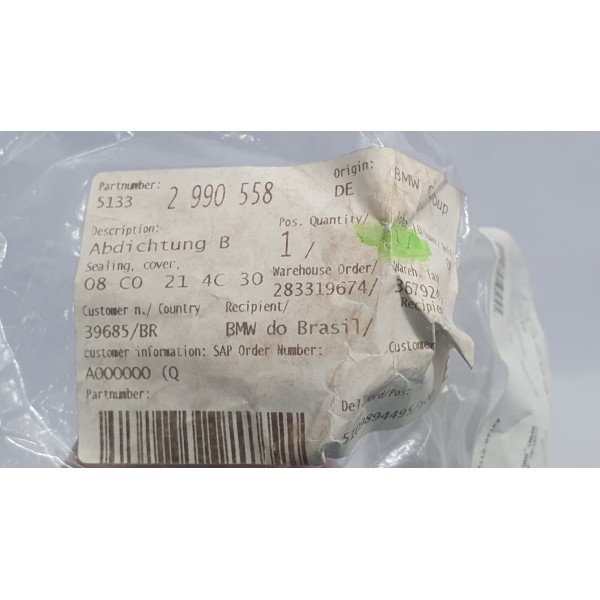 Partnumber:
5133 2 990 558
Origin:
DE
BMW Group
Description:
Abdichtung B
Sealing, cover,
08 C0 21 4C 30
Pos. Quantity/
1 /
Warehouse Order/
283319674/
Customer n./ Country
39685/BR
Recipient/
BMW do Brasil/
customer information: SAP Order Number:
A000000 (Q
Customer
Partnumber: